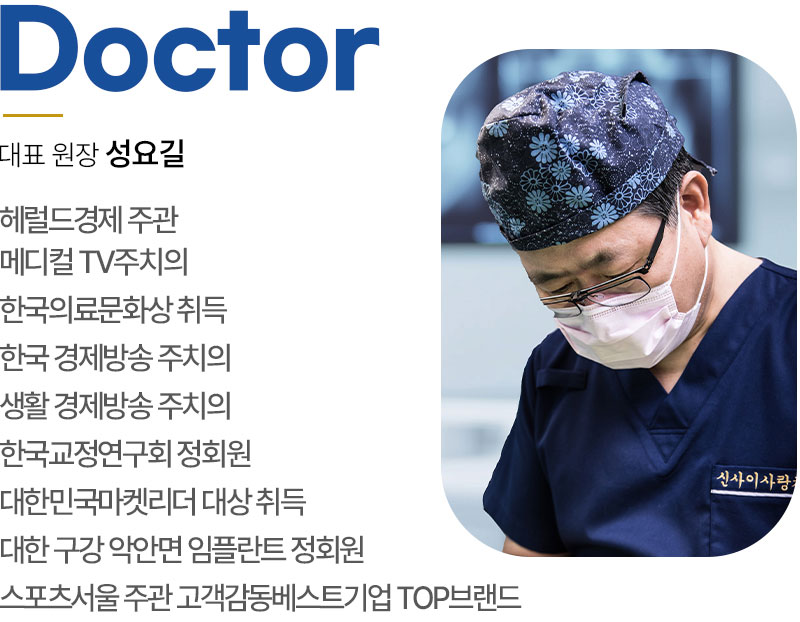 Doctor
대표 원장 성요길
헤럴드경제 주관
메디컬 TV주치의
한국의료문화상 취득
한국 경제방송 주치의
생활 경제방송 주치의
한국교정연구회 정회원
대한민국마켓리더 대상 취득
대한 구강 악안면 임플란트 정회원
스포츠서울 주관 고객감동베스트기업 TOP브랜드
신사이사랑